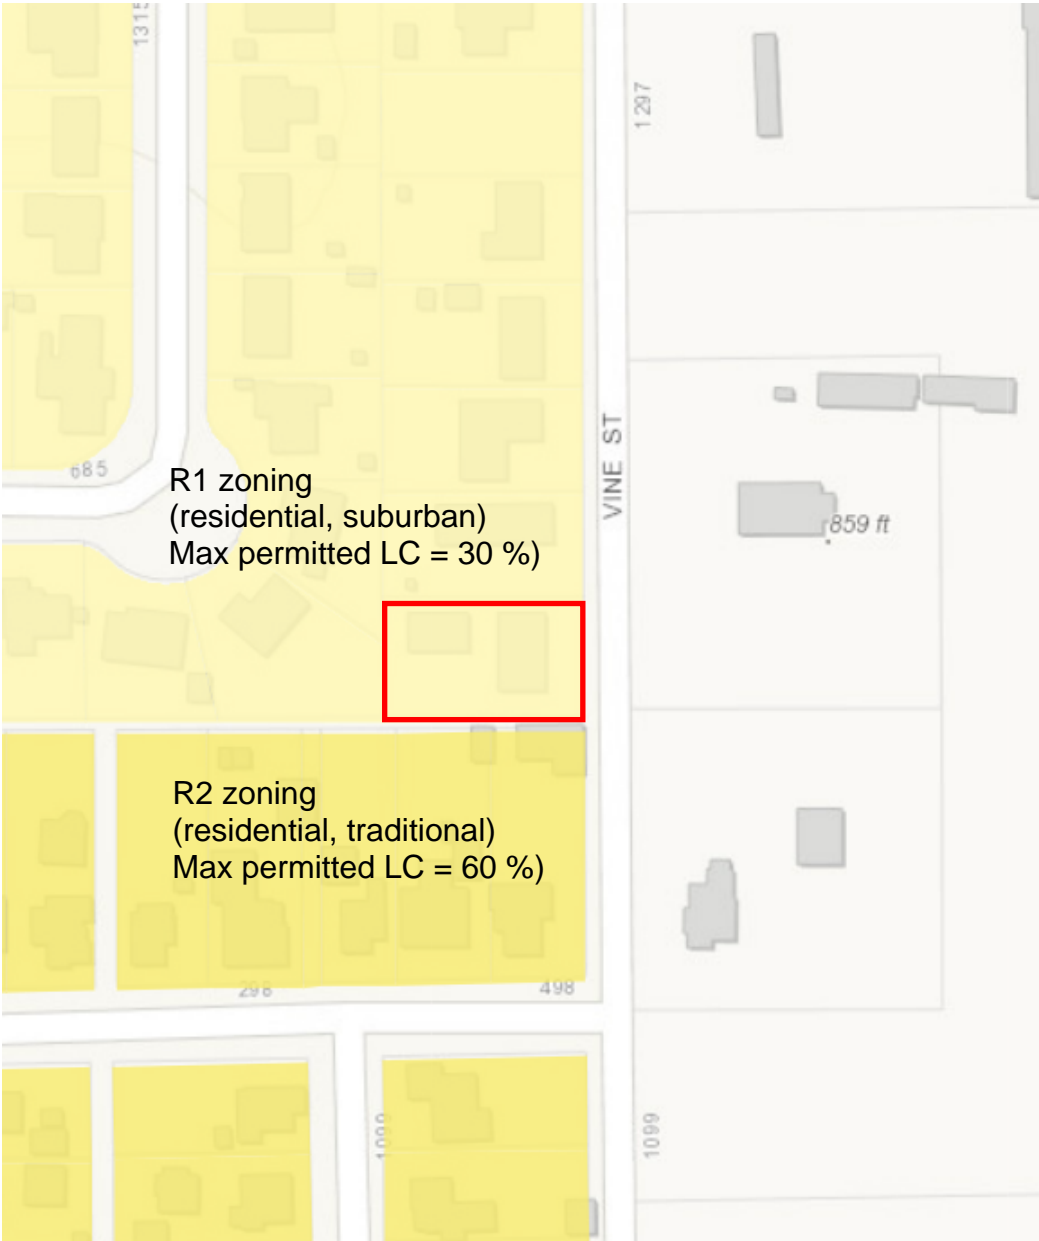 1315
1297
VINE ST
685
R1 zoning
(residential, suburban)
Max permitted LC = 30 %)
859 ft
R2 zoning
(residential, traditional)
Max permitted LC = 60 %)
298
498
1099
1099